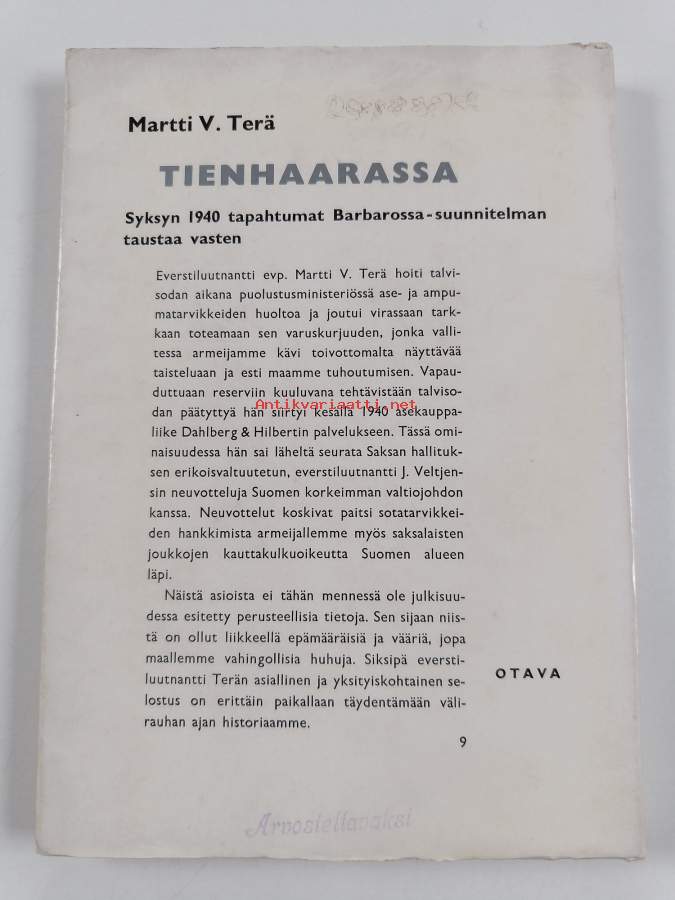 Martti V. Terä
TIENHAARASSA
Syksyn 1940 tapahtumat Barbarossa-suunnitelman
taustaa vasten
Everstiluutnantti evp. Martti V. Terä hoiti talvi-
sodan aikana puolustusministeriössä ase- ja ampu-
matarvikkeiden huoltoa ja joutui virassaan tark-
kaan toteamaan sen varuskurjuuden, jonka valli-
tessa armeijamme kävi toivottomalta näyttävää
taisteluaan ja esti maamme tuhoutumisen. Vapau-
duttuaan reserviin kuuluvana tehtävistään talviso-
dan päätyttyä hän siirtyi kesällä 1940 asekauppa-
Antikvariaatti.net
liike Dahlberg & Hilbertin palvelukseen. Tässä omi-
naisuudessa hän sai läheltä seurata Saksan hallituk-
sen erikoisvaltuutetun, everstiluutnantti J. Veltjen-
sin neuvotteluja Suomen korkeimman valtiojohdon
kanssa. Neuvottelut koskivat paitsi sotatarvikkei-
den hankkimista armeijallemme myös saksalaisten
joukkojen kauttakulkuoikeutta Suomen alueen
läpi.
Näistä asioista ei tähän mennessä ole julkisuu-
dessa esitetty perusteellisia tietoja. Sen sijaan niis-
tä on ollut liikkeellä epämääräisiä ja vääriä, jopa
maallemme vahingollisia huhuja. Siksipä eversti-
luutnantti Terän asiallinen ja yksityiskohtainen se-
lostus on erittäin paikallaan täydentämään väli-
rauhan ajan historiaamme.
OTAVA
9
Arvosteltavaksi